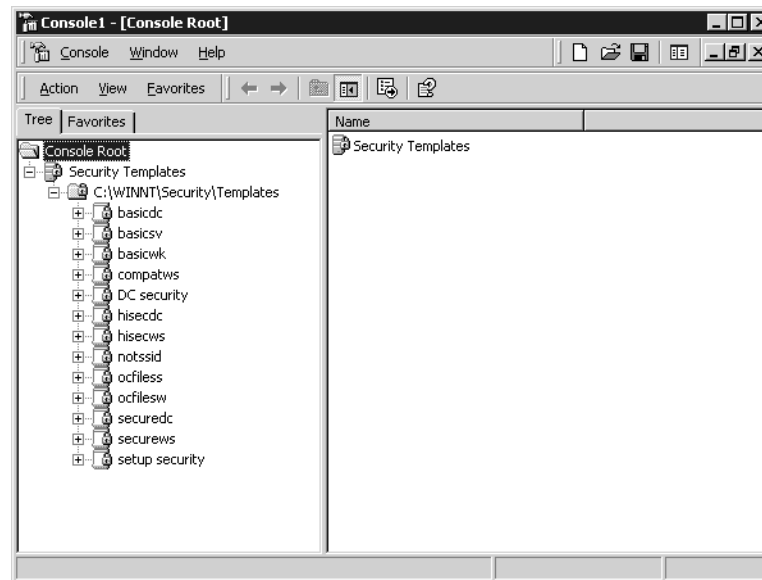 Console1 - [Console Root]
Console Window Help
Action View Favorites
Tree Favorites
Name
Console Root
Security Templates
Security Templates
C:\WINNT\Security\Templates
basicdc
basicsv
basicwk
compatws
DC security
hisecdc
hisecws
notssid
ocfiless
ocfilesw
securedc
securews
setup security